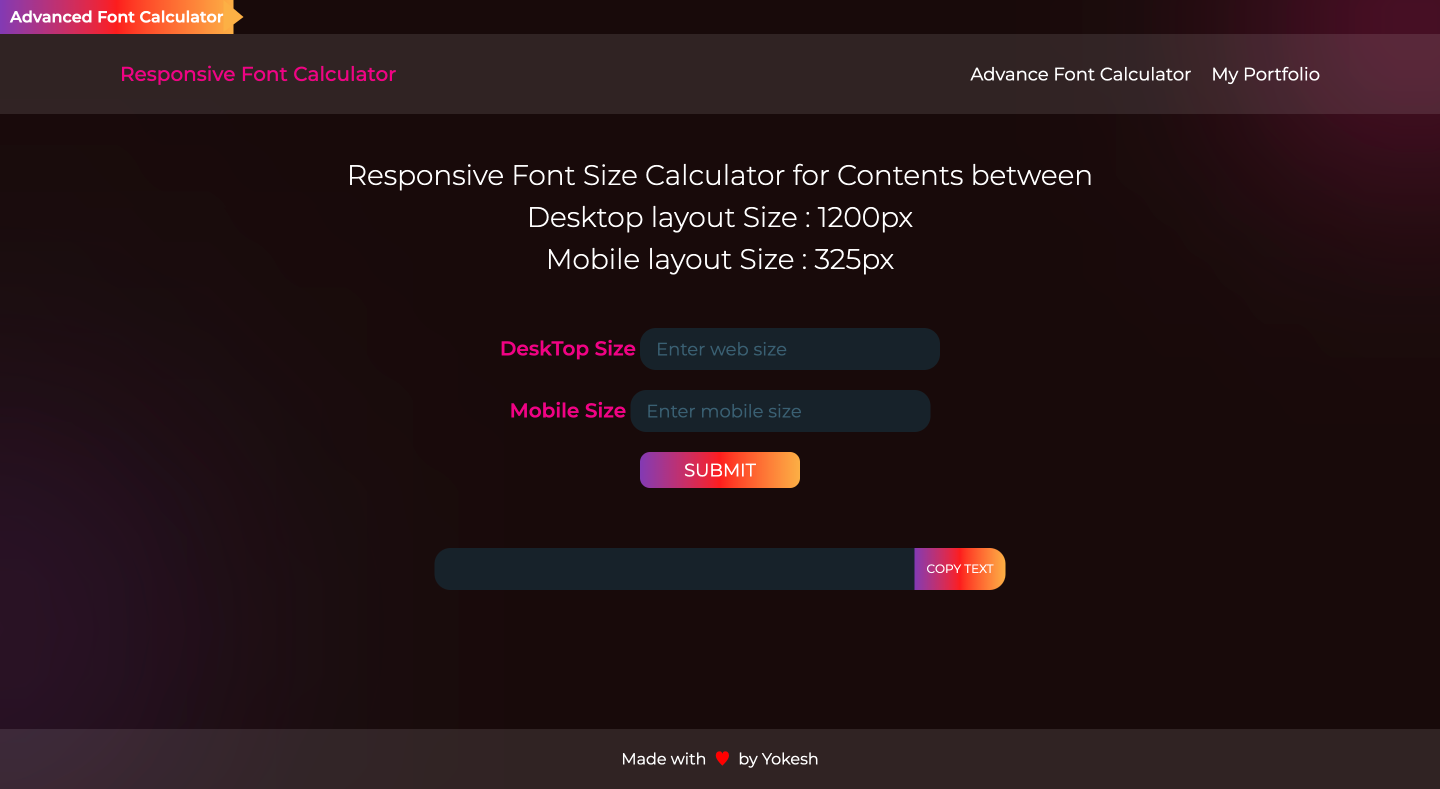 Advanced Font Calculator
Responsive Font Calculator
Advance Font Calculator
My Portfolio
Responsive Font Size Calculator for Contents between
Desktop layout Size : 1200px
Mobile layout Size : 325px
DeskTop Size
Enter web size
Mobile Size
Enter mobile size
SUBMIT
COPY TEXT
Made with ♥ by Yokesh